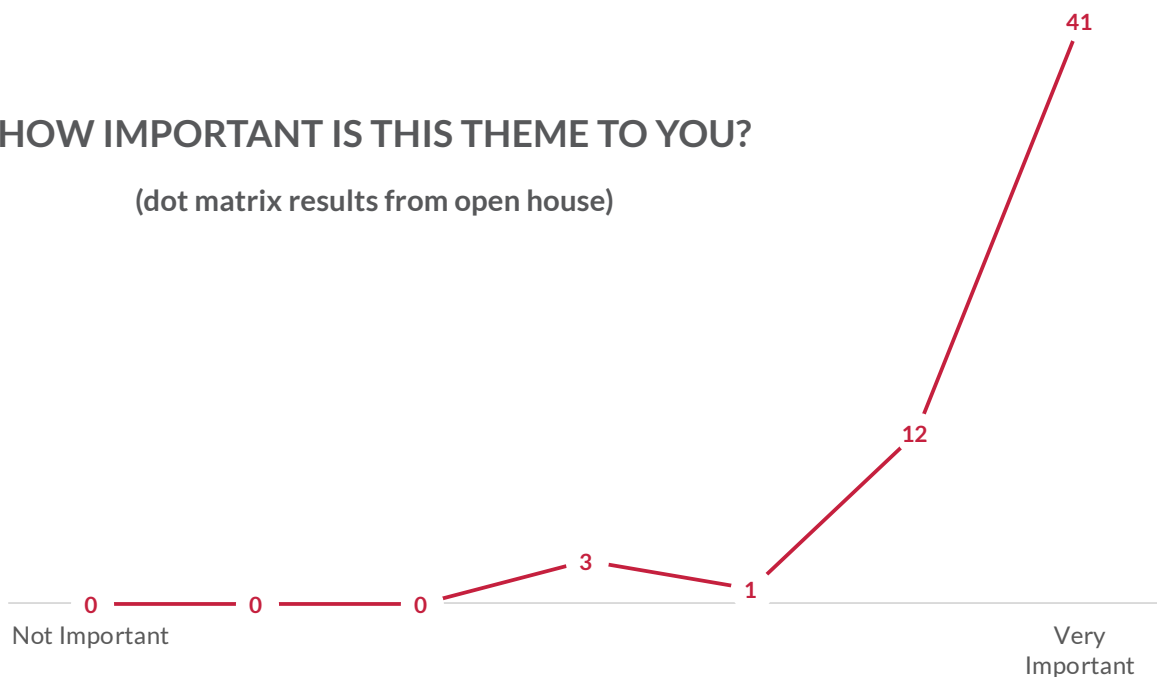 41
HOW IMPORTANT IS THIS THEME TO YOU?
(dot matrix results from open house)
12
3
1
0 0 0
Not Important
Very
Important